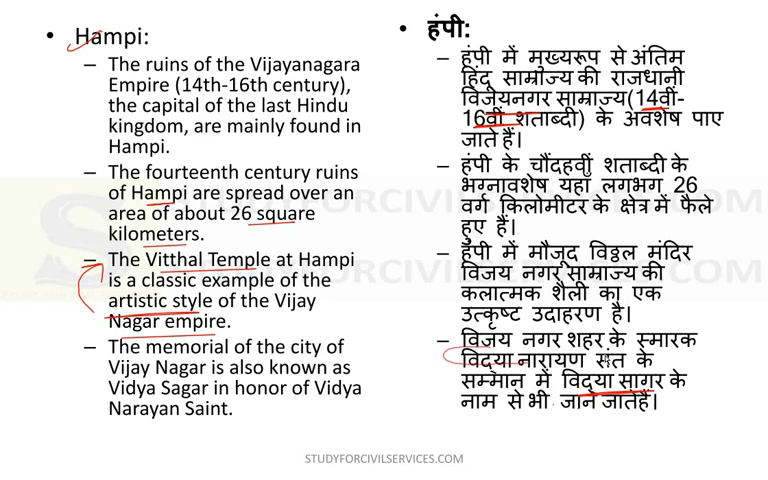 • Hampi:
– The ruins of the Vijayanagara
Empire (14th-16th century),
the capital of the last Hindu
kingdom, are mainly found in
Hampi.
– The fourteenth century ruins
of Hampi are spread over an
area of about 26 square
kilometers.
– The Vitthal Temple at Hampi
is a classic example of the
artistic style of the Vijay
Nagar empire.
– The memorial of the city of
Vijay Nagar is also known as
Vidya Sagar in honor of Vidya
Narayan Saint.
• हंपी:
– हंपी में मुख्यरूप से अंतिम
हिंदू साम्राज्य की राजधानी
विजयनगर साम्राज्य(14वीं-
16वीं शताब्दी) के अवशेष पाए
जाते हैं।
– हंपी के चौंदहवीं शताब्दी के
भग्नावशेष यहाँ लगभग 26
वर्ग किलोमीटर के क्षेत्र में फैले
हुए हैं।
– हंपी में मौजूद विठ्ठल मंदिर
विजय नगर साम्राज्य की
कलात्मक शैली का एक
उत्कृष्ट उदाहरण है।
– विजय नगर शहर के स्मारक
विद्या नारायण संत के
सम्मान में विद्या सागर के
नाम से भी जाने जातेहैं।
STUDYFORCIVILSERVICES.COM